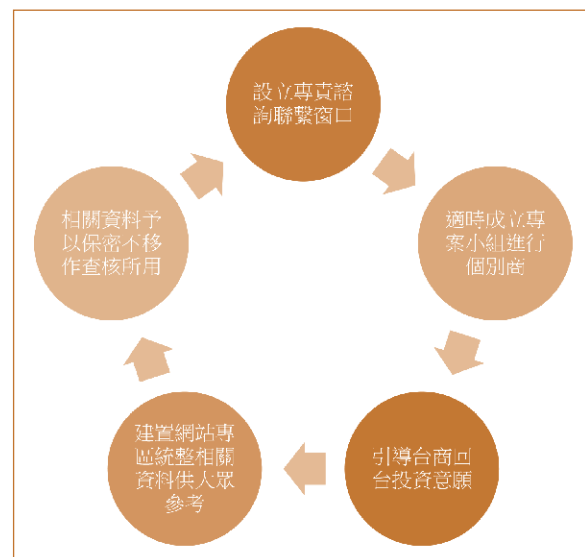 設立專責諮
詢聯繫窗口
適時成立專
案小組進行
個別商
引導台商回
台投資意願
建置網站專
區統整相關
資料供大眾
參考
相關資料予
以保密不移
作查核所用